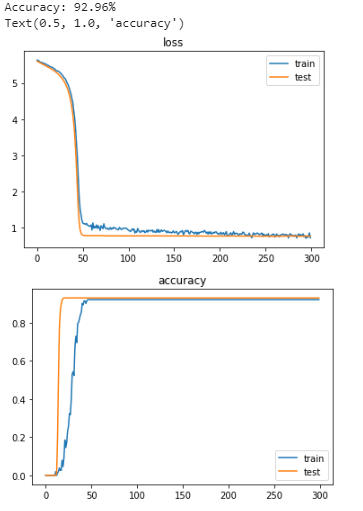 Accuracy: 92.96%
Text(0.5, 1.0, 'accuracy')
loss
train
test
5
4
3
2
1
0 50 100 150 200 250 300
accuracy
0.8
0.6
0.4
0.2
0.0
train
test
0 50 100 150 200 250 300